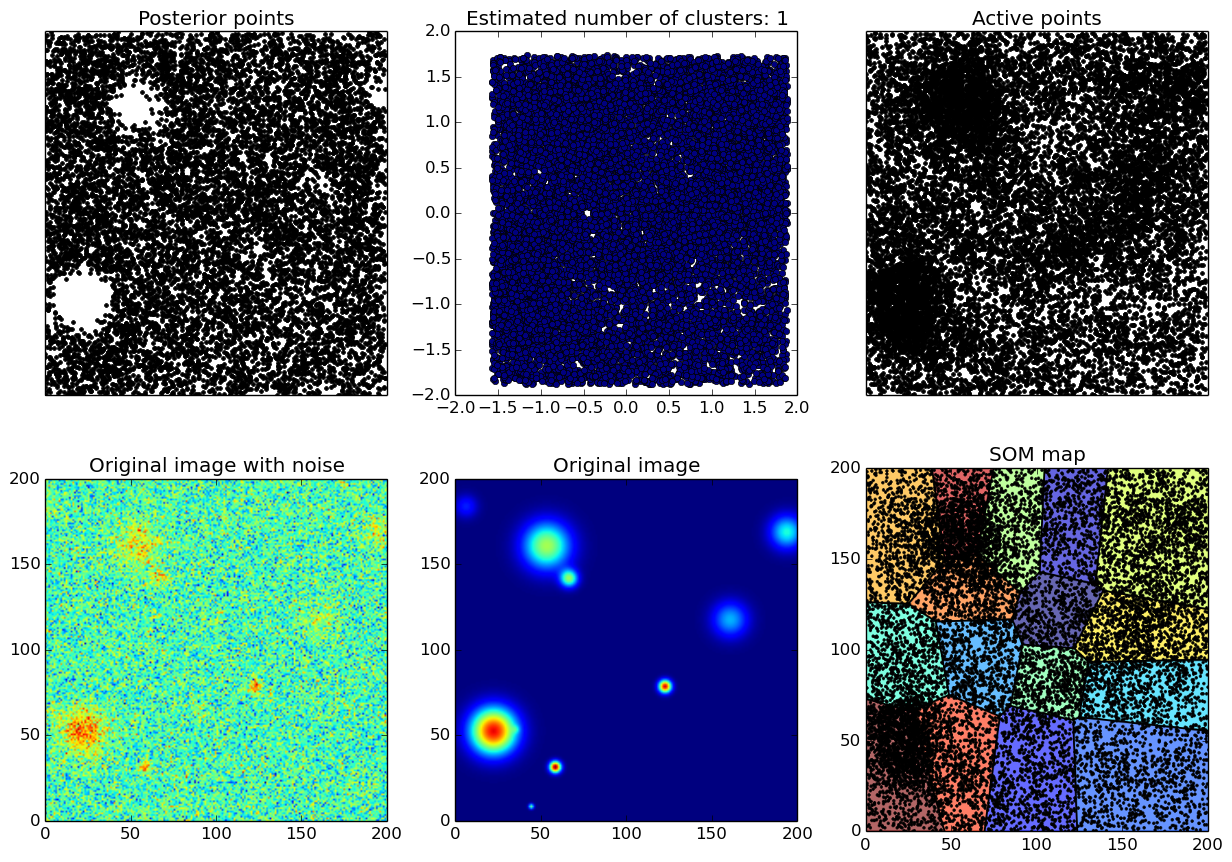 Posterior points
Estimated number of clusters: 1
Active points
2.0
1.5
1.0
0.5
0.0
−0.5
−1.0
−1.5
−2.0
−2.0 −1.5 −1.0 −0.5 0.0 0.5 1.0 1.5 2.0
Original image with noise
Original image
SOM map
200
150
100
50
0
0 50 100 150 200
200
150
100
50
0
0 50 100 150 200
200
150
100
50
0
0 50 100 150 200